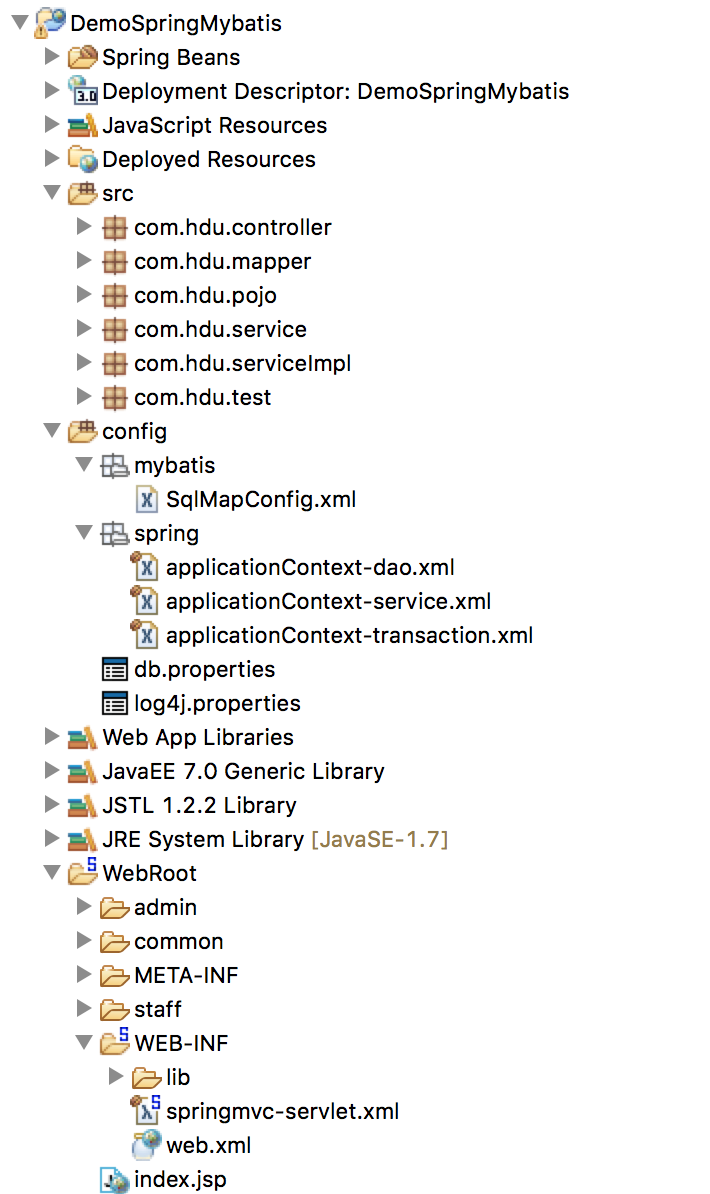 DemoSpringMybatis
Spring Beans
3.0 Deployment Descriptor: DemoSpringMybatis
JavaScript Resources
Deployed Resources
src
com.hdu.controller
com.hdu.mapper
com.hdu.pojo
com.hdu.service
com.hdu.serviceImpl
com.hdu.test
config
mybatis
X SqlMapConfig.xml
spring
X applicationContext-dao.xml
X applicationContext-service.xml
X applicationContext-transaction.xml
db.properties
log4j.properties
Web App Libraries
JavaEE 7.0 Generic Library
JSTL 1.2.2 Library
JRE System Library [JavaSE-1.7]
S WebRoot
admin
common
META-INF
staff
S WEB-INF
lib
X S springmvc-servlet.xml
web.xml
J index.jsp